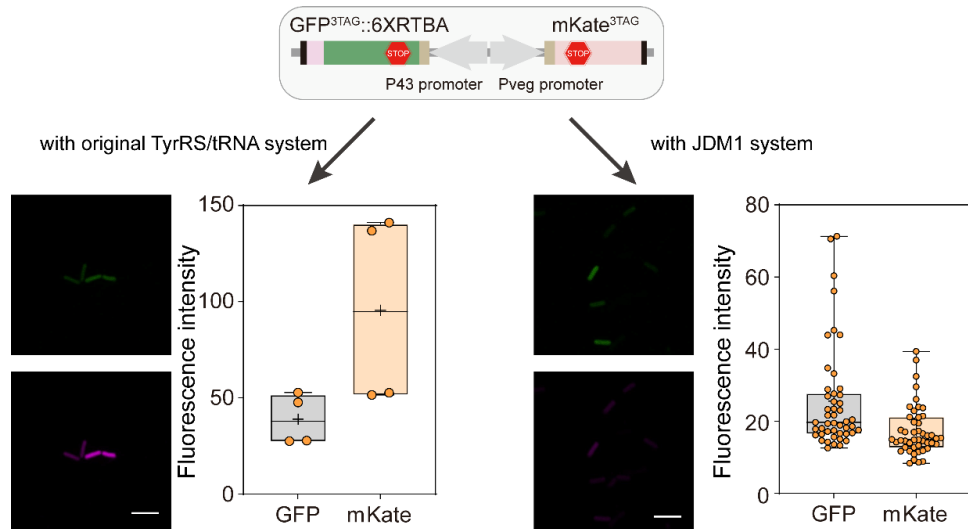 GFP3TAG::6XRTBA
mKate3TAG
STOP
STOP
P43 promoter
Pveg promoter
with original TyrRS/tRNA system
with JDM1 system
Fluorescence intensity
150
100
50
0
GFP
mKate
Fluorescence intensity
80
60
40
20
0
GFP
mKate